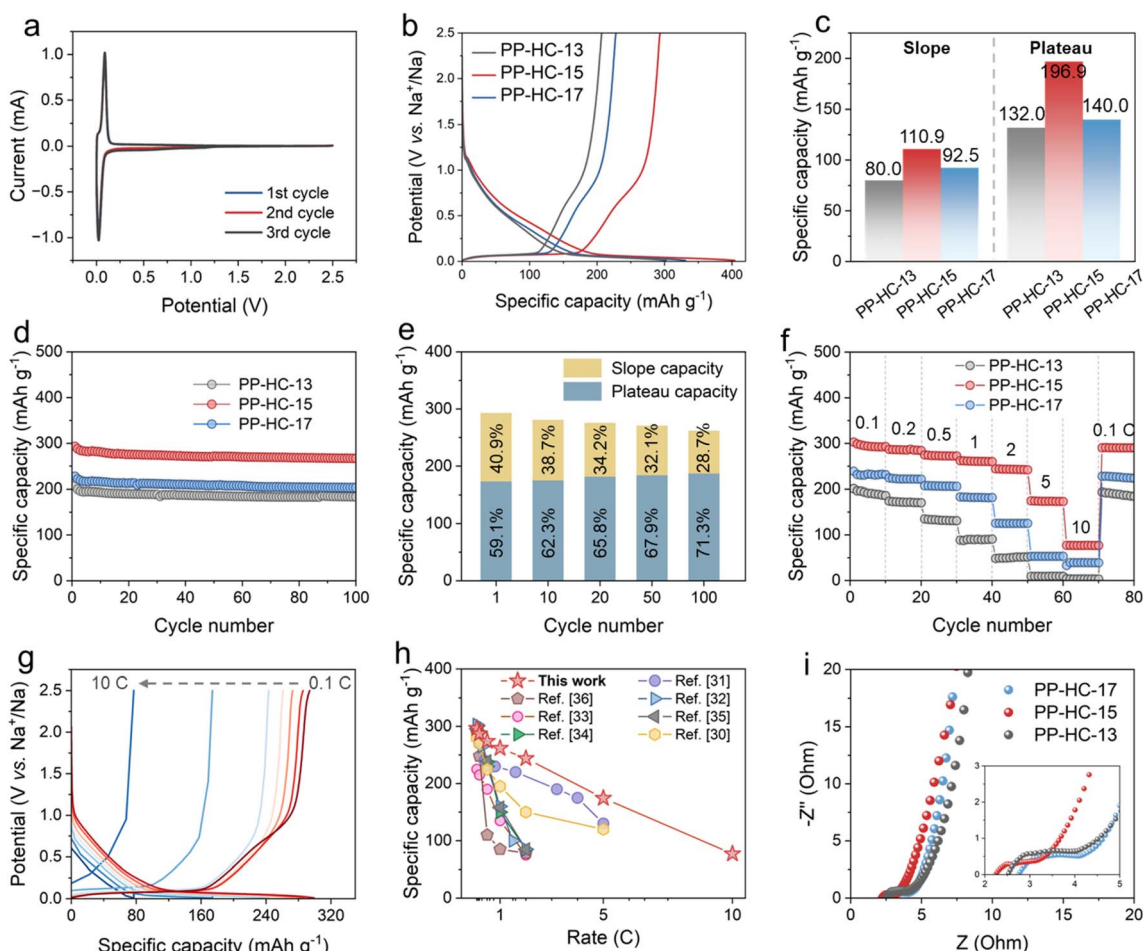 a
Current (mA)
1.0
0.5
0.0
−0.5
−1.0
1st cycle
2nd cycle
3rd cycle
0.0 0.5 1.0 1.5 2.0 2.5
Potential (V)
b
Potential (V vs. Na⁺/Na)
2.5
2.0
1.5
1.0
0.5
0.0
PP-HC-13
PP-HC-15
PP-HC-17
0 100 200 300 400
Specific capacity (mAh g⁻¹)
c
Specific capacity (mAh g⁻¹)
200
150
100
50
0
Slope Plateau
80.0 110.9 92.5 132.0 196.9 140.0
PP-HC-13 PP-HC-15 PP-HC-17 PP-HC-13 PP-HC-15 PP-HC-17
d
Specific capacity (mAh g⁻¹)
500
400
300
200
100
0
PP-HC-13
PP-HC-15
PP-HC-17
0 20 40 60 80 100
Cycle number
e
Specific capacity (mAh g⁻¹)
400
300
200
100
0
Slope capacity
Plateau capacity
40.9% 38.7% 34.2% 32.1% 28.7%
59.1% 62.3% 65.8% 67.9% 71.3%
1 10 20 50 100
Cycle number
f
Specific capacity (mAh g⁻¹)
500
400
300
200
100
0
PP-HC-13
PP-HC-15
PP-HC-17
0.1 0.2 0.5 1 2 5 10 0.1 C
0 20 40 60 80
Cycle number
g
Potential (V vs. Na⁺/Na)
2.5
2.0
1.5
1.0
0.5
0.0
10 C 0.1 C
0 80 160 240 320
Specific capacity (mAh g⁻¹)
h
Specific capacity (mAh g⁻¹)
400
300
200
100
0
This work
Ref. [36]
Ref. [33]
Ref. [34]
Ref. [31]
Ref. [32]
Ref. [35]
Ref. [30]
1 5 10
Rate (C)
i
-Z'' (Ohm)
20
15
10
5
0
PP-HC-17
PP-HC-15
PP-HC-13
3
2
1
0
2 3 4 5
0 5 10 15 20
Z (Ohm)